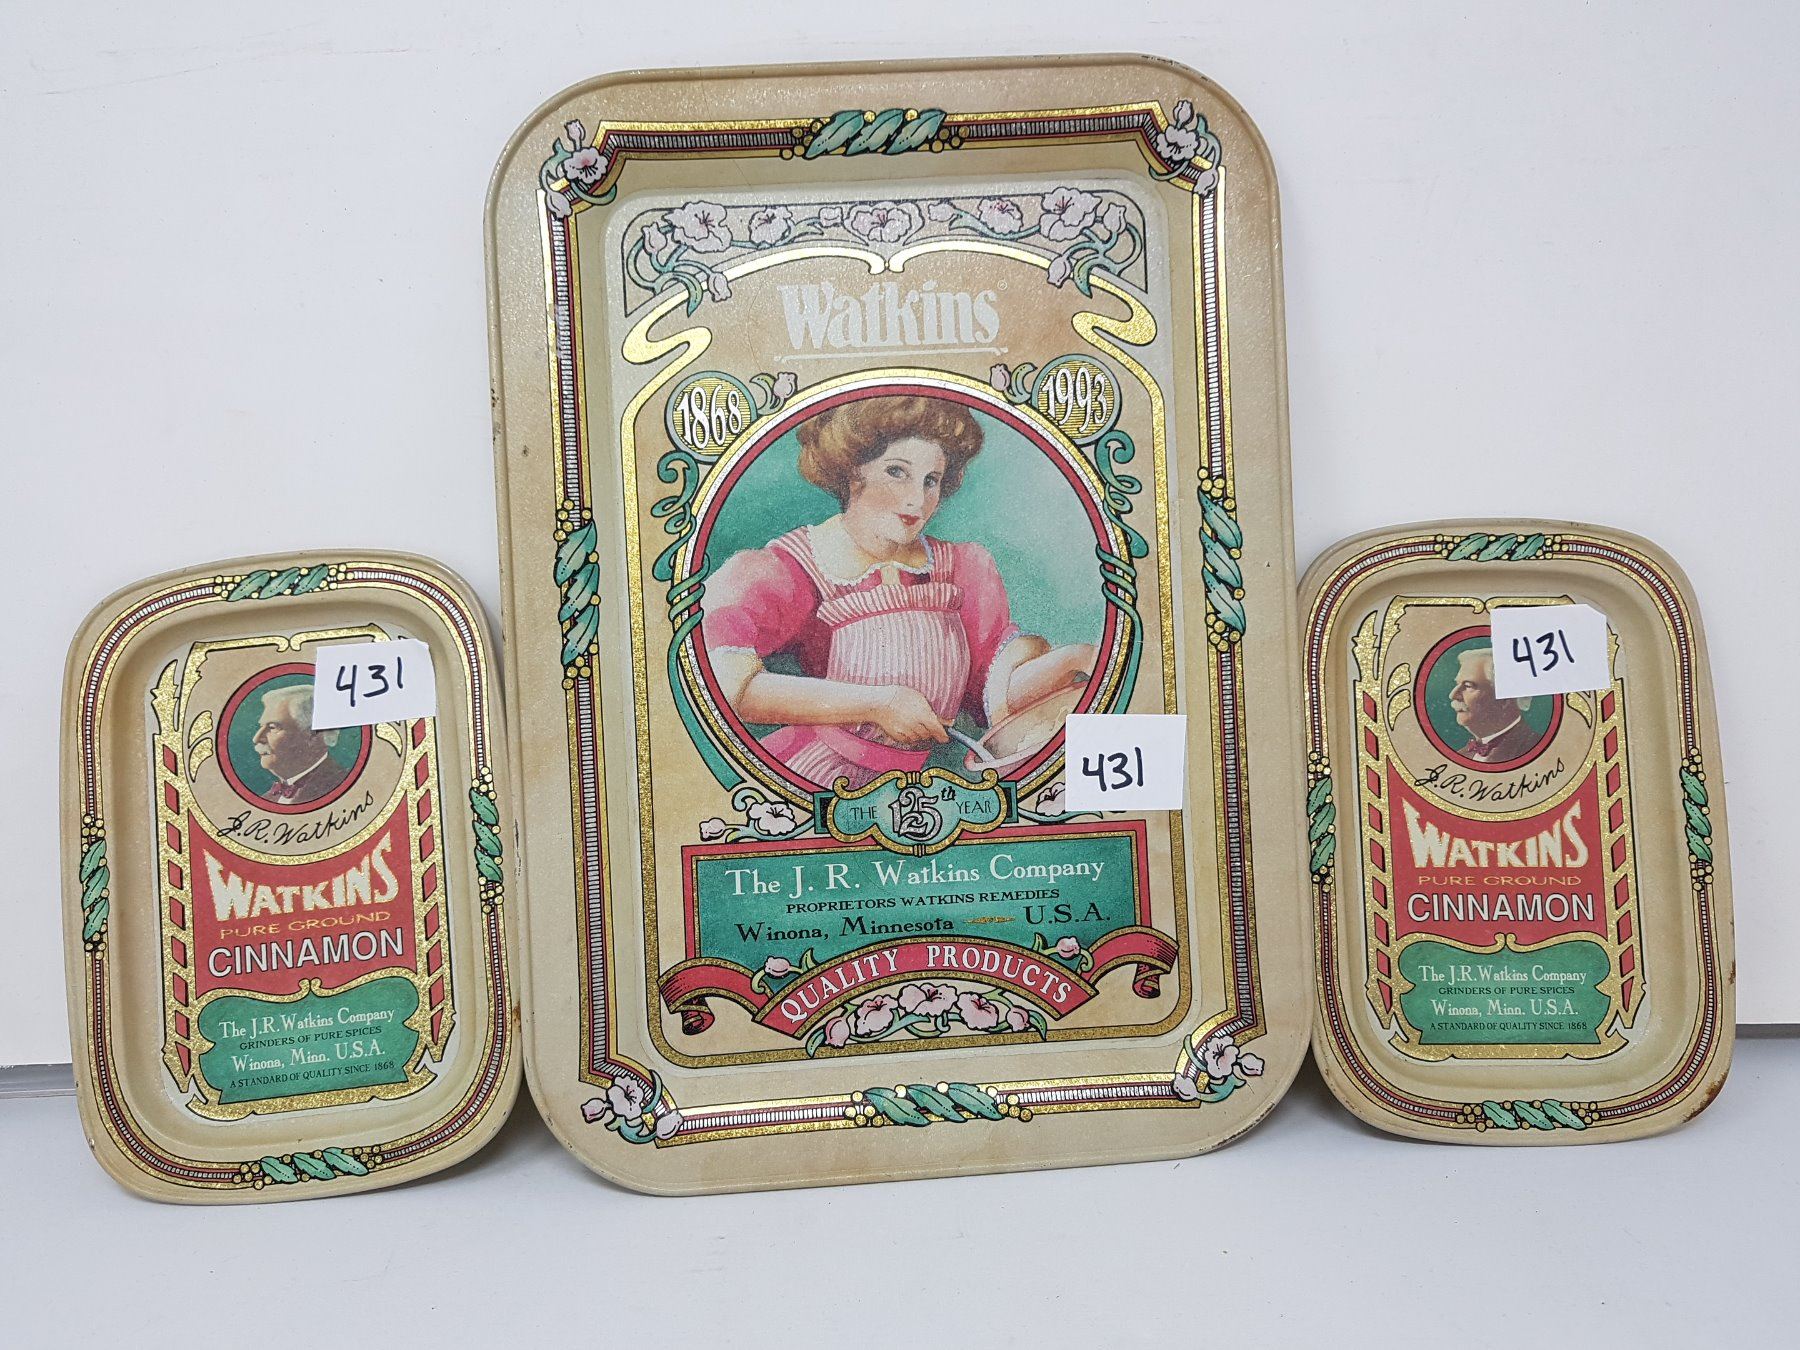 431
J.R. Watkins
WATKINS
PURE GROUND
CINNAMON
The J.R. Watkins Company
GRINDERS OF PURE SPICES
Winona, Minn. U.S.A.
A STANDARD OF QUALITY SINCE 1868
Watkins®
1868 1993
431
THE 125th YEAR
The J. R. Watkins Company
PROPRIETORS WATKINS REMEDIES
Winona, Minnesota U.S.A.
QUALITY PRODUCTS
431
J.R. Watkins
WATKINS
PURE GROUND
CINNAMON
The J.R. Watkins Company
GRINDERS OF PURE SPICES
Winona, Minn. U.S.A.
A STANDARD OF QUALITY SINCE 1868